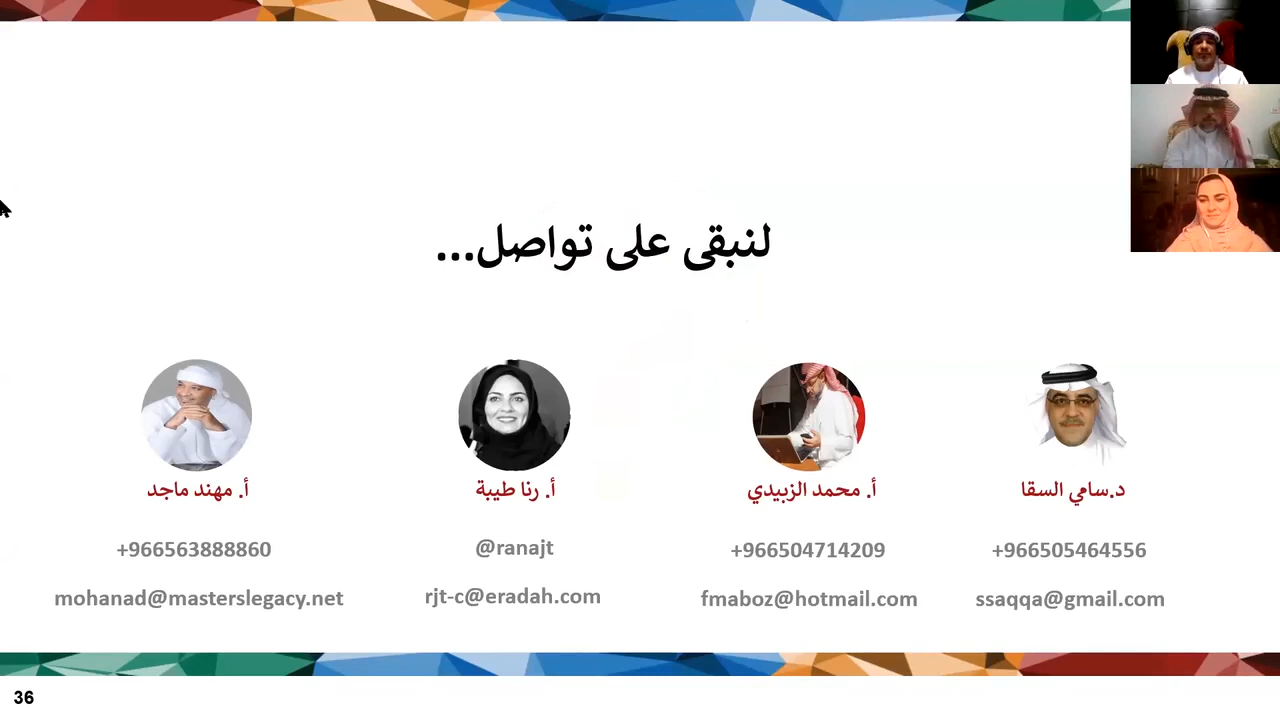 لنبقى على تواصل...
د.سامي السقا
+966505464556
ssaqqa@gmail.com
أ. محمد الزبيدي
+966504714209
fmaboz@hotmail.com
أ. رنا طيبة
@ranajt
rjt-c@eradah.com
أ. مهند ماجد
+966563888860
mohanad@masterslegacy.net
36